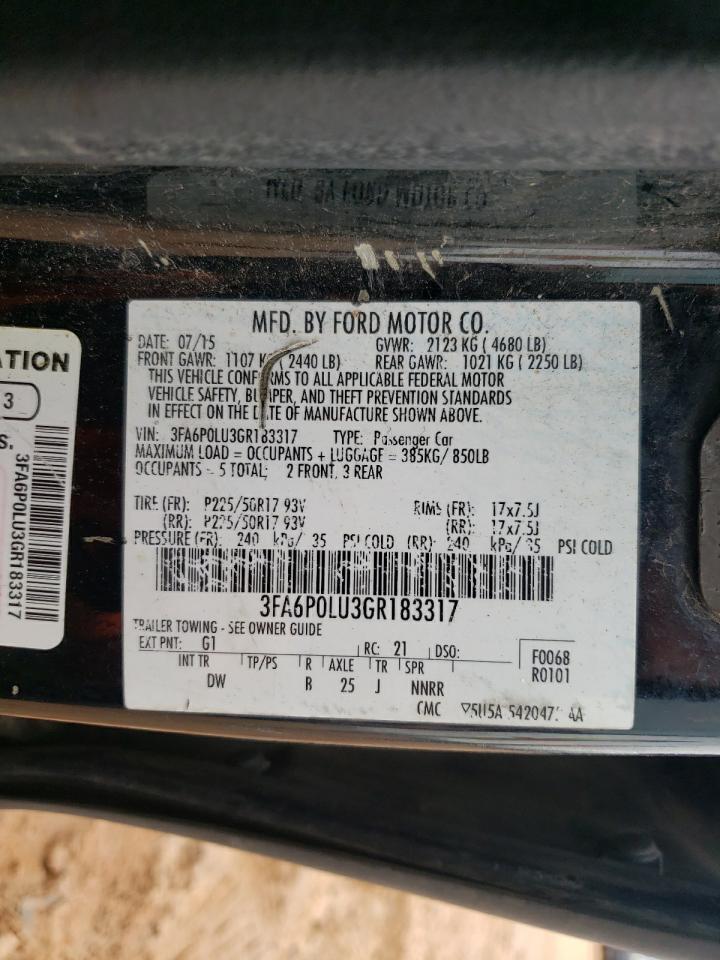 MFD. BY FORD MOTOR CO.
DATE: 07/15 GVWR: 2123 KG ( 4680 LB)
FRONT GAWR: 1107 KG ( 2440 LB) REAR GAWR: 1021 KG ( 2250 LB)
THIS VEHICLE CONFORMS TO ALL APPLICABLE FEDERAL MOTOR
VEHICLE SAFETY, BUMPER, AND THEFT PREVENTION STANDARDS
IN EFFECT ON THE DATE OF MANUFACTURE SHOWN ABOVE.
VIN: 3FA6P0LU3GR183317 TYPE: Passenger Car
MAXIMUM LOAD = OCCUPANTS + LUGGAGE = 385KG/ 850LB
OCCUPANTS - 5 TOTAL; 2 FRONT, 3 REAR
TIRE (FR): P225/50R17 93V RIMS (FR): 17x7.5J
(RR): P225/50R17 93V (RR): 17x7.5J
PRESSURE (FR): 240 kPg/ 35 PSI COLD (RR): 240 kPg/ 35 PSI COLD
3FA6P0LU3GR183317
TRAILER TOWING - SEE OWNER GUIDE
EXT PNT: G1 RC: 21 DSO:
INT TR TP/PS R AXLE TR SPR
DW B 25 J NNRR
F0068
R0101
CMC
ATION
3
S.
3FA6P0LU3GR183317